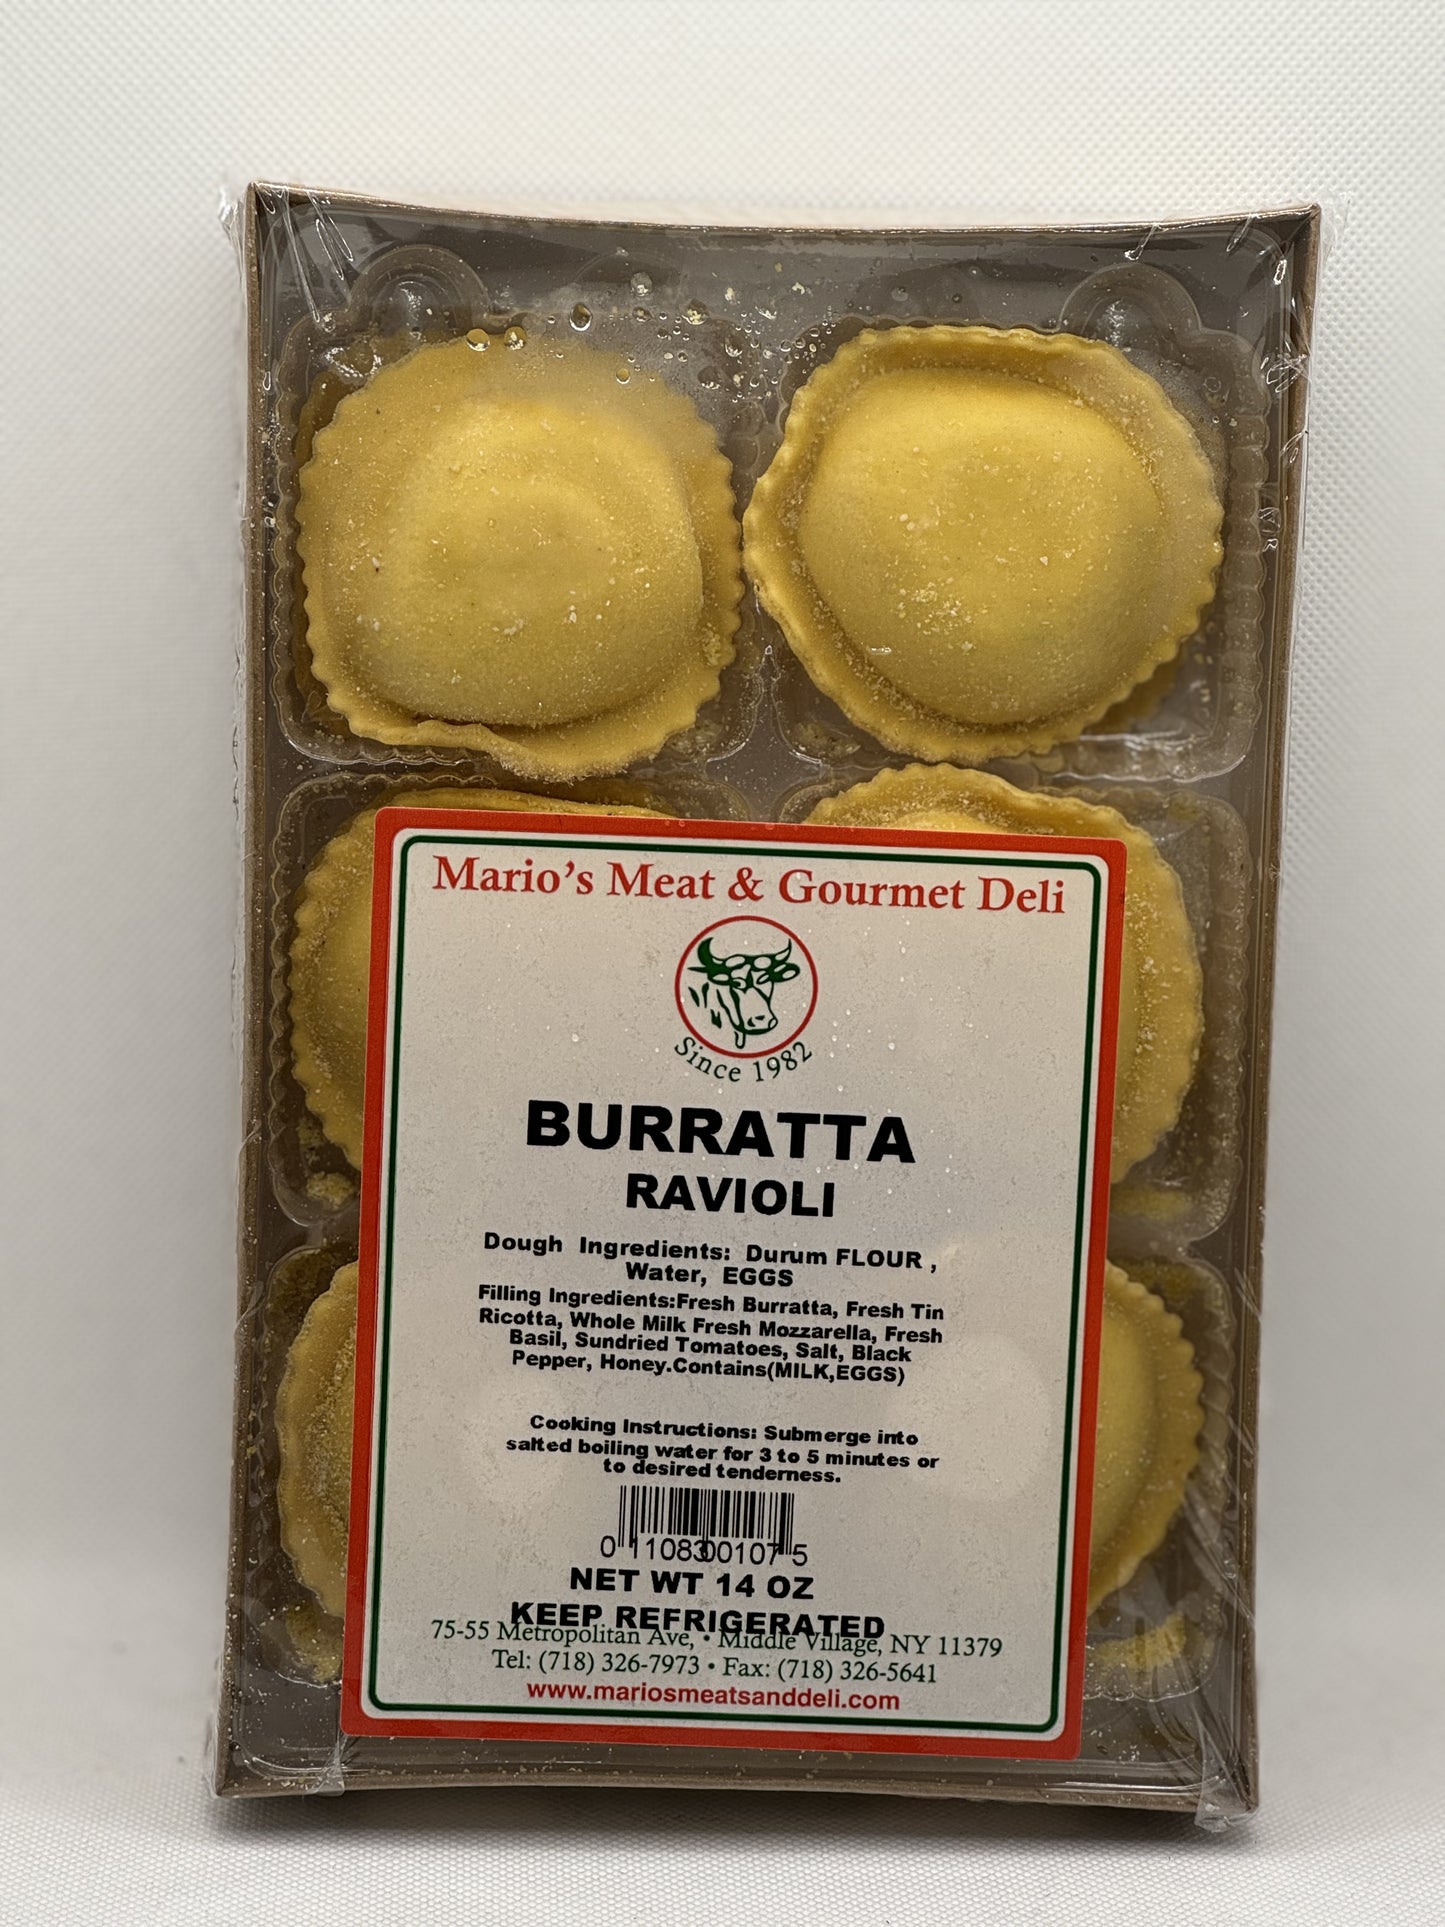 Mario's Meat & Gourmet Deli
Since 1982
BURRATTA
RAVIOLI
Dough Ingredients: Durum FLOUR ,
Water, EGGS
Filling Ingredients:Fresh Burratta, Fresh Tin
Ricotta, Whole Milk Fresh Mozzarella, Fresh
Basil, Sundried Tomatoes, Salt, Black
Pepper, Honey.Contains(MILK,EGGS)
Cooking Instructions: Submerge into
salted boiling water for 3 to 5 minutes or
to desired tenderness.
0 11083 00107 5
NET WT 14 OZ
KEEP REFRIGERATED
75-55 Metropolitan Ave, • Middle Village, NY 11379
Tel: (718) 326-7973 • Fax: (718) 326-5641
www.mariosmeatsanddeli.com